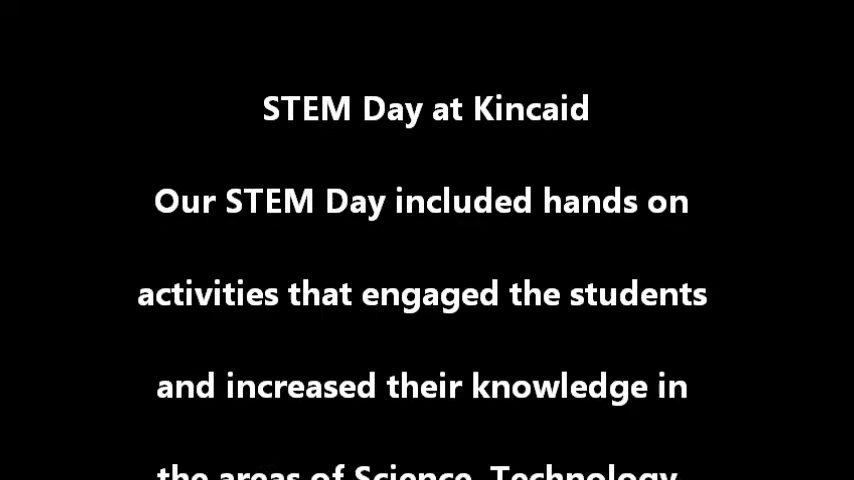 STEM Day at Kincaid
Our STEM Day included hands on
activities that engaged the students
and increased their knowledge in
the areas of Science, Technology,